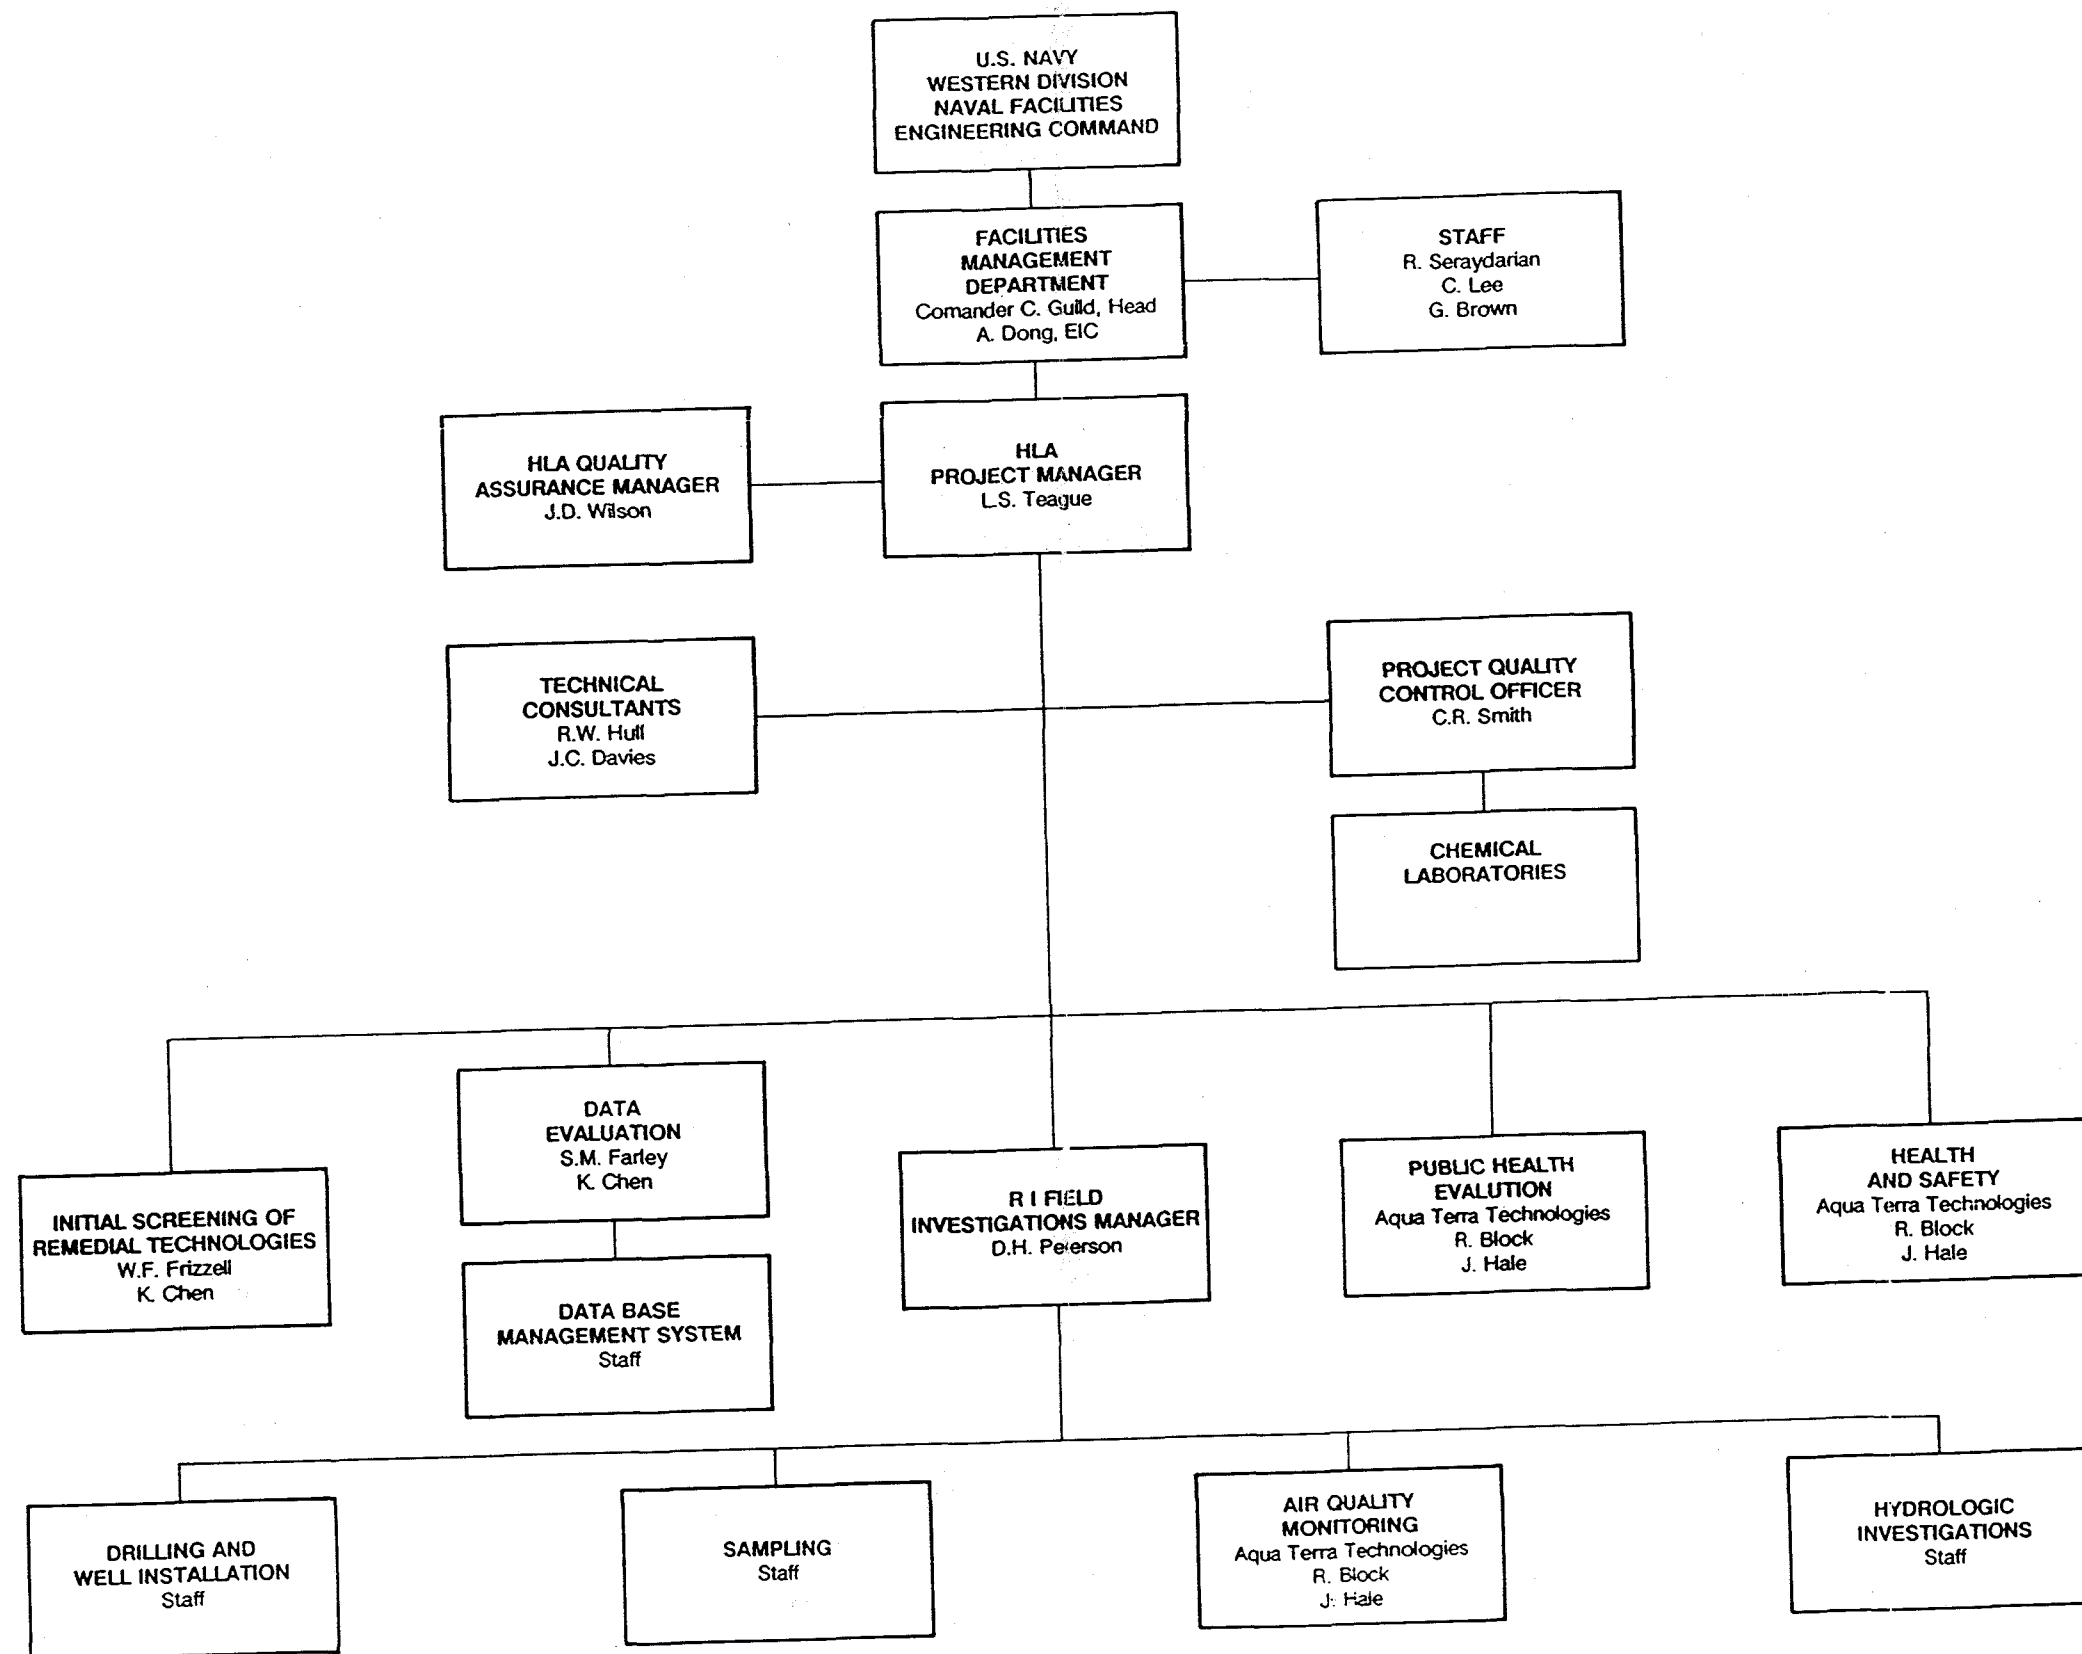 U.S. NAVY
WESTERN DIVISION
NAVAL FACILITIES
ENGINEERING COMMAND
FACILITIES
MANAGEMENT
DEPARTMENT
Comander C. Guild, Head
A. Dong, EIC
STAFF
R. Seraydarian
C. Lee
G. Brown
HLA QUALITY
ASSURANCE MANAGER
J.D. Wilson
HLA
PROJECT MANAGER
L.S. Teague
TECHNICAL
CONSULTANTS
R.W. Hull
J.C. Davies
PROJECT QUALITY
CONTROL OFFICER
C.R. Smith
CHEMICAL
LABORATORIES
INITIAL SCREENING OF
REMEDIAL TECHNOLOGIES
W.F. Frizzell
K. Chen
DATA
EVALUATION
S.M. Farley
K. Chen
DATA BASE
MANAGEMENT SYSTEM
Staff
R I FIELD
INVESTIGATIONS MANAGER
D.H. Peterson
PUBLIC HEALTH
EVALUTION
Aqua Terra Technologies
R. Block
J. Hale
HEALTH
AND SAFETY
Aqua Terra Technologies
R. Block
J. Hale
DRILLING AND
WELL INSTALLATION
Staff
SAMPLING
Staff
AIR QUALITY
MONITORING
Aqua Terra Technologies
R. Block
J. Hale
HYDROLOGIC
INVESTIGATIONS
Staff